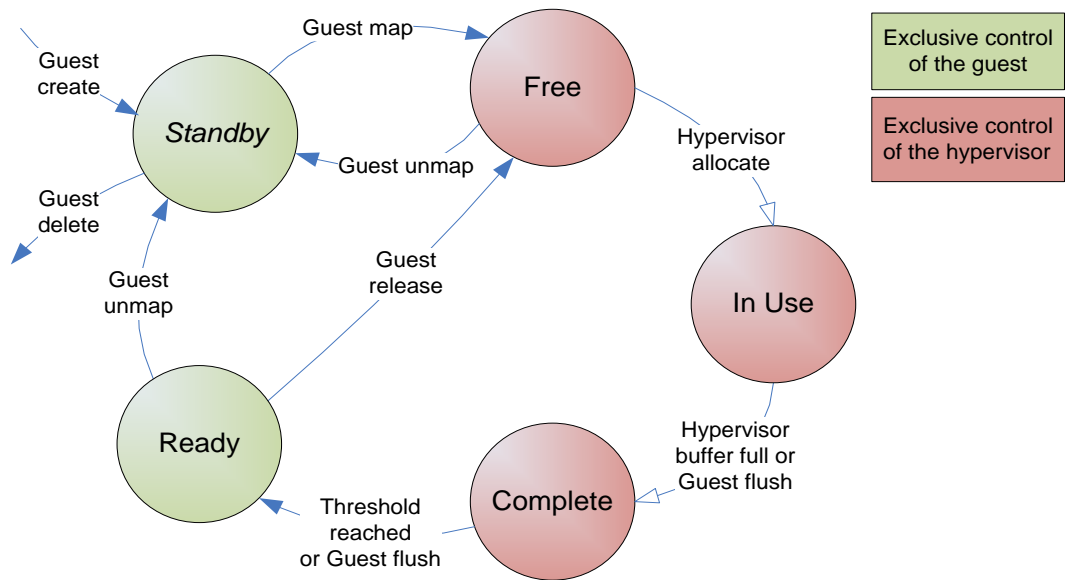 Guest
create
Guest map
Standby
Free
Exclusive control
of the guest
Exclusive control
of the hypervisor
Guest unmap
Hypervisor
allocate
Guest
delete
Guest
unmap
Guest
release
In Use
Ready
Complete
Hypervisor
buffer full or
Guest flush
Threshold
reached
or Guest flush